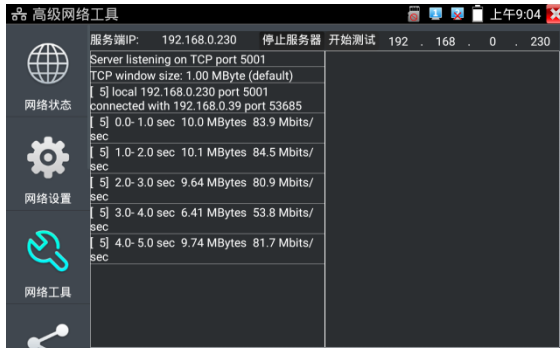 高级网络工具
上午9:04
服务端IP: 192.168.0.230 停止服务器 开始测试 192 . 168 . 0 . 230
Server listening on TCP port 5001
TCP window size: 1.00 MByte (default)
[ 5] local 192.168.0.230 port 5001
connected with 192.168.0.39 port 53685
[ 5] 0.0- 1.0 sec 10.0 MBytes 83.9 Mbits/
sec
[ 5] 1.0- 2.0 sec 10.1 MBytes 84.5 Mbits/
sec
[ 5] 2.0- 3.0 sec 9.64 MBytes 80.9 Mbits/
sec
[ 5] 3.0- 4.0 sec 6.41 MBytes 53.8 Mbits/
sec
[ 5] 4.0- 5.0 sec 9.74 MBytes 81.7 Mbits/
sec
网络状态
网络设置
网络工具